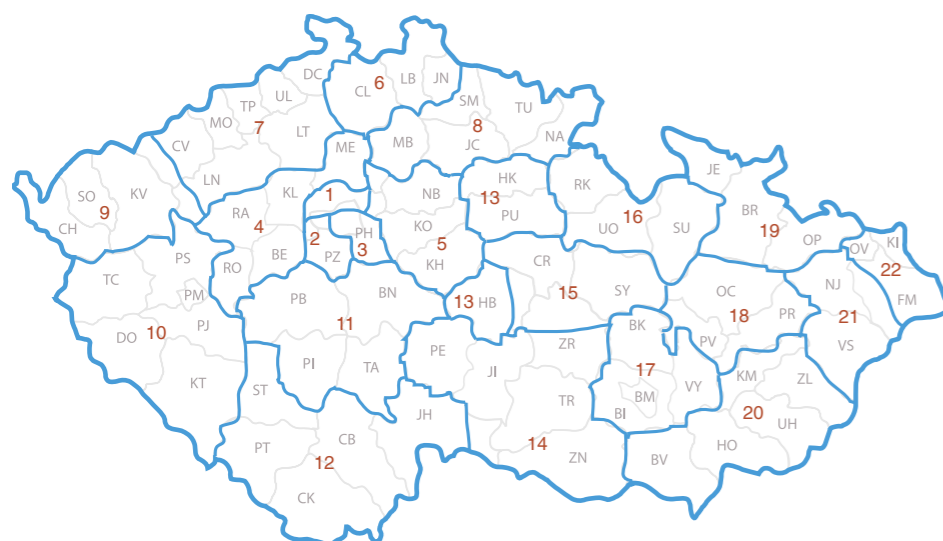 DC
LB
JN
CL
6
UL
TP
SM
TU
MO
7
LT
8
NA
CV
ME
MB
JC
LN
HK
JE
SO
KV
KL
1
NB
13
RK
BR
RA
9
4
PU
16
19
CH
2
PH
KO
5
UO
SU
OP
KI
OV
PS
RO
BE
PZ
3
KH
CR
22
TC
NJ
PM
PB
BN
13
HB
15
SY
OC
FM
10
PJ
11
18
PR
21
DO
BK
PV
VS
KT
PI
TA
PE
JI
ZR
17
KM
ZL
ST
TR
BM
VY
JH
BI
20
UH
PT
CB
14
ZN
BV
HO
12
CK